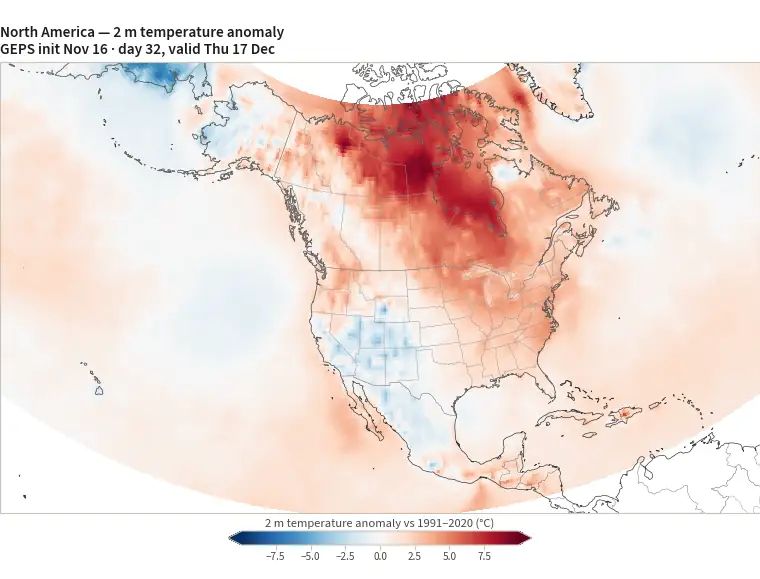 North America — 2 m temperature anomaly
GEPS init Nov 16 · day 32, valid Thu 17 Dec
2 m temperature anomaly vs 1991–2020 (°C)
−7.5 −5.0 −2.5 0.0 2.5 5.0 7.5